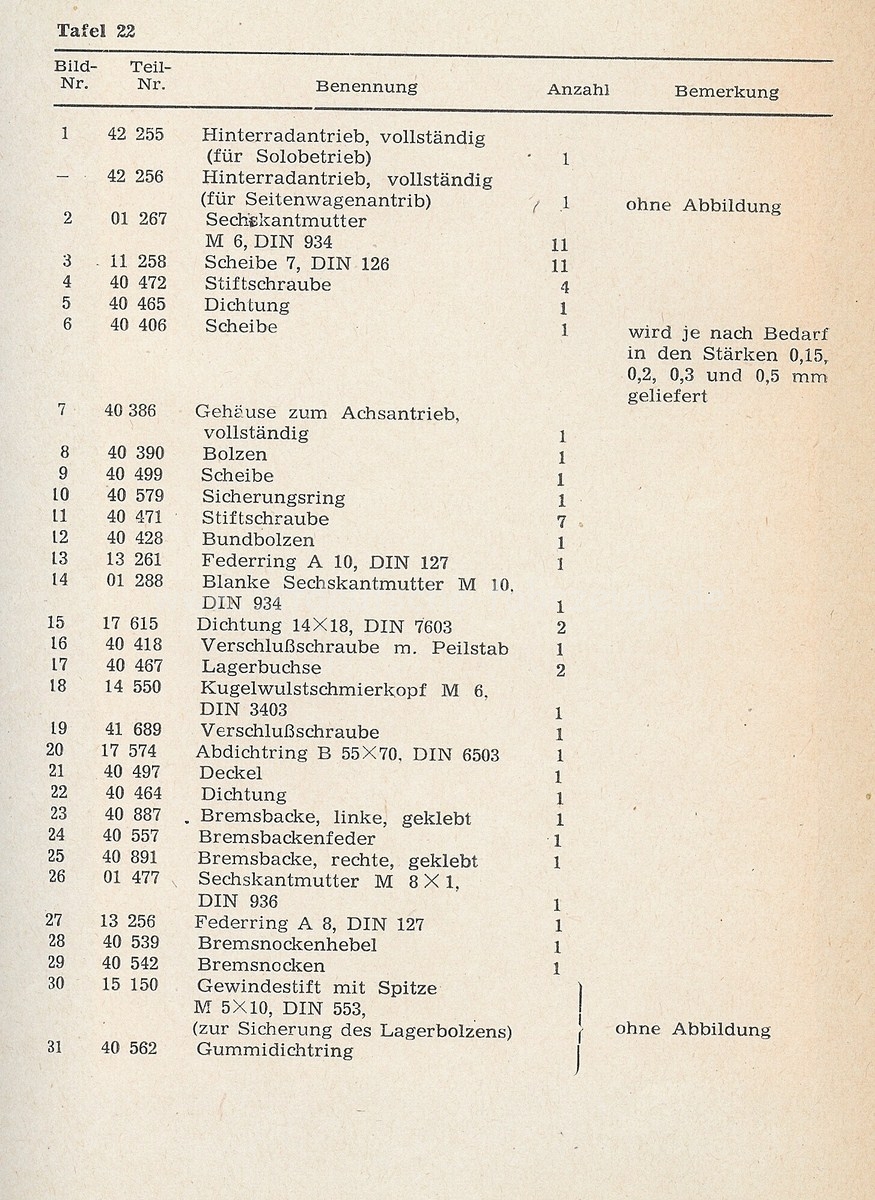 Tafel 22
Bild-Nr. Teil-Nr. Benennung Anzahl Bemerkung
1 42 255 Hinterradantrieb, vollständig
(für Solobetrieb) 1
— 42 256 Hinterradantrieb, vollständig
(für Seitenwagenantrib) 1 ohne Abbildung
2 01 267 Sechskantmutter
M 6, DIN 934 11
3 11 258 Scheibe 7, DIN 126 11
4 40 472 Stiftschraube 4
5 40 465 Dichtung 1
6 40 406 Scheibe 1 wird je nach Bedarf
in den Stärken 0,15,
0,2, 0,3 und 0,5 mm
geliefert
7 40 386 Gehäuse zum Achsantrieb,
vollständig 1
8 40 390 Bolzen 1
9 40 499 Scheibe 1
10 40 579 Sicherungsring 1
11 40 471 Stiftschraube 7
12 40 428 Bundbolzen 1
13 13 261 Federring A 10, DIN 127 1
14 01 288 Blanke Sechskantmutter M 10,
DIN 934 1
15 17 615 Dichtung 14×18, DIN 7603 2
16 40 418 Verschlußschraube m. Peilstab 1
17 40 467 Lagerbuchse 2
18 14 550 Kugelwulstschmierkopf M 6,
DIN 3403 1
19 41 689 Verschlußschraube 1
20 17 574 Abdichtring B 55×70, DIN 6503 1
21 40 497 Deckel 1
22 40 464 Dichtung 1
23 40 887 Bremsbacke, linke, geklebt 1
24 40 557 Bremsbackenfeder 1
25 40 891 Bremsbacke, rechte, geklebt 1
26 01 477 Sechskantmutter M 8×1,
DIN 936 1
27 13 256 Federring A 8, DIN 127 1
28 40 539 Bremsnockenhebel 1
29 40 542 Bremsnocken 1
30 15 150 Gewindestift mit Spitze
M 5×10, DIN 553,
(zur Sicherung des Lagerbolzens) ohne Abbildung
31 40 562 Gummidichtring